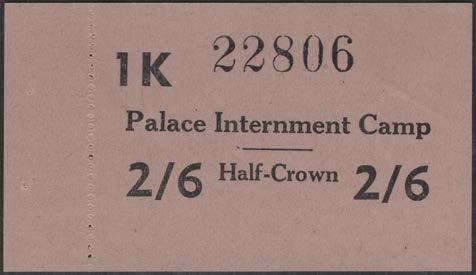 1K 22806
Palace Internment Camp
2/6 Half-Crown 2/6